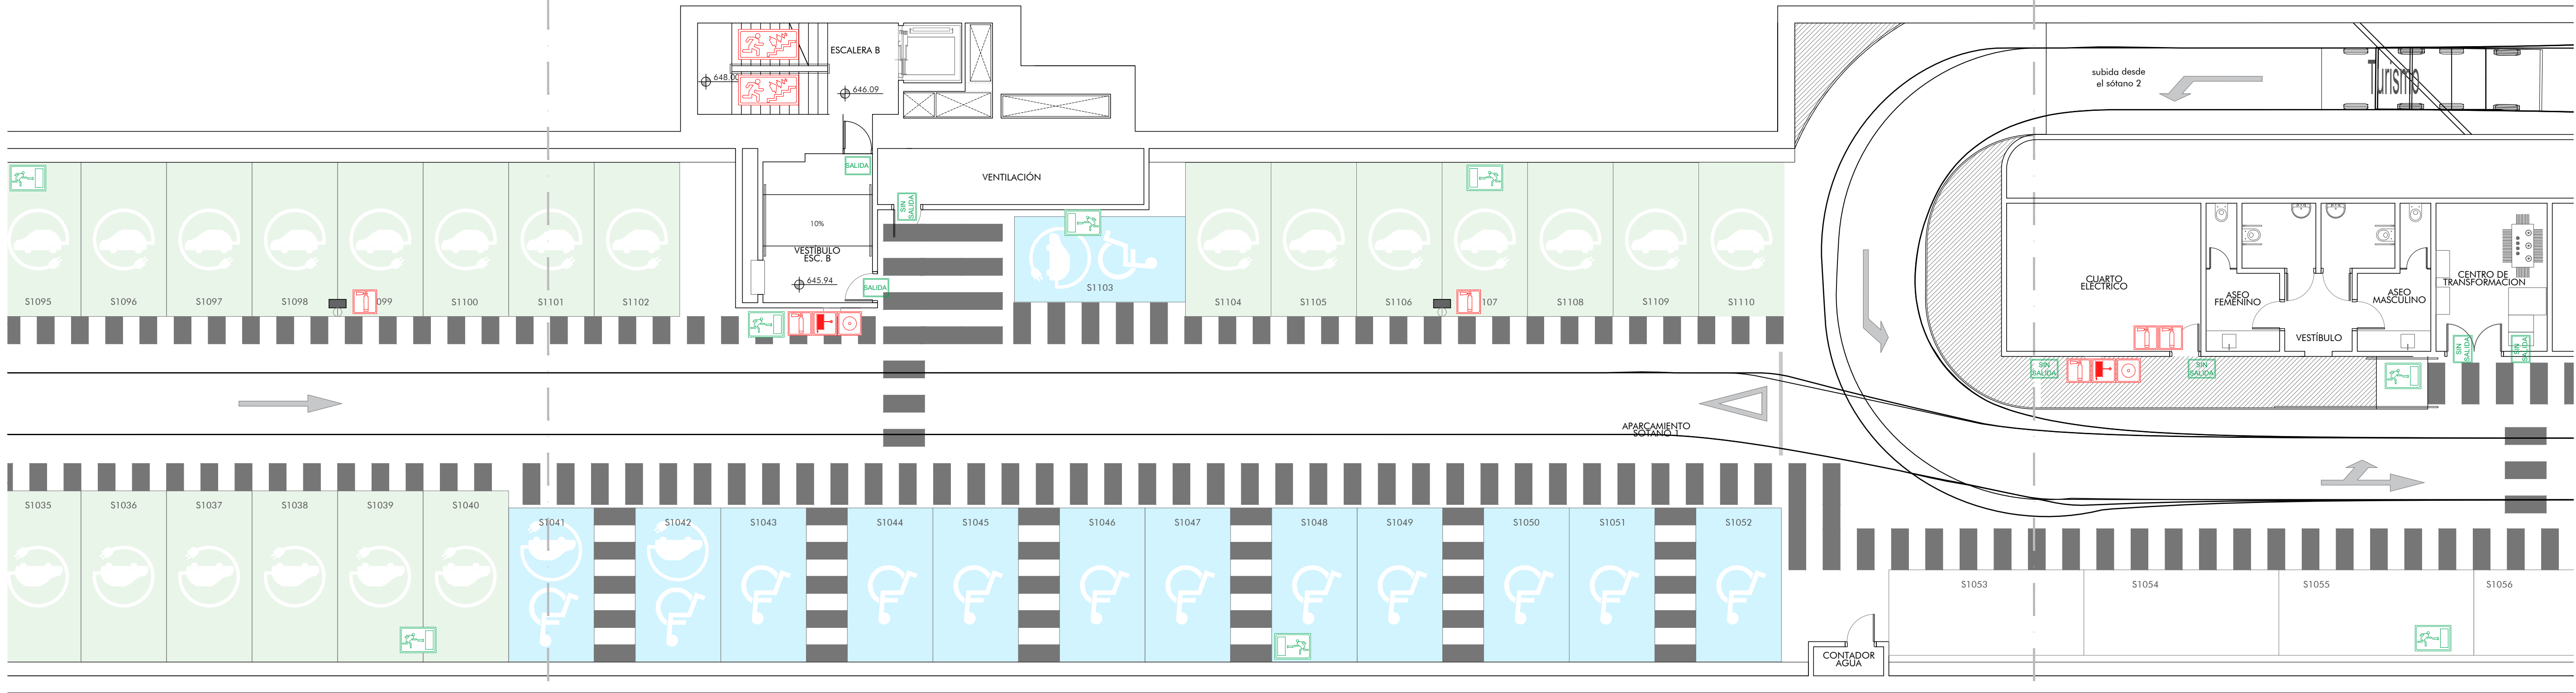 ESCALERA B
648.00
646.09
subida desde
el sótano 2
Turismo
SALIDA
VENTILACIÓN
SIN
SALIDA
10%
VESTÍBULO
ESC. B
645.94
SALIDA
CUARTO
ELECTRICO
ASEO
FEMENINO
ASEO
MASCULINO
CENTRO DE
TRANSFORMACION
VESTÍBULO
S1095
S1096
S1097
S1098
099
S1100
S1101
S1102
S1103
S1104
S1105
S1106
107
S1108
S1109
S1110
SIN
SALIDA
SIN
SALIDA
SIN
SALIDA
SIN
SALIDA
APARCAMIENTO
SÓTANO 1
S1035
S1036
S1037
S1038
S1039
S1040
S1041
S1042
S1043
S1044
S1045
S1046
S1047
S1048
S1049
S1050
S1051
S1052
S1053
S1054
S1055
S1056
CONTADOR
AGUA